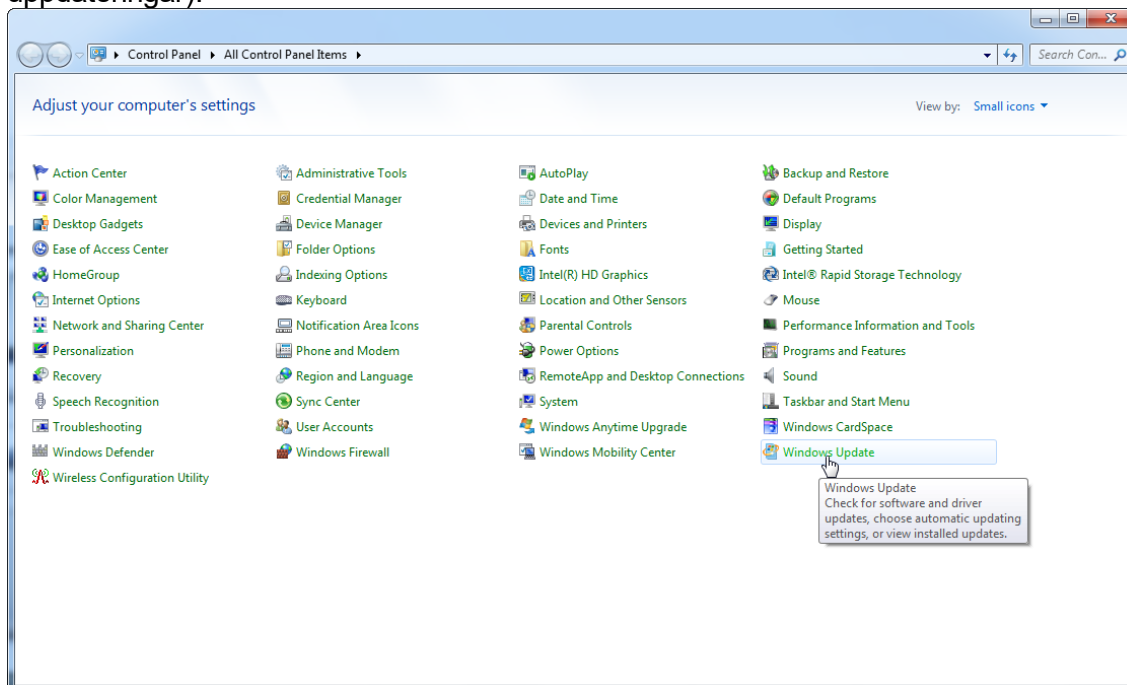 uppdateringar).
Control Panel All Control Panel Items
Search Con...
Adjust your computer's settings
View by: Small icons
Action Center Administrative Tools AutoPlay Backup and Restore
Color Management Credential Manager Date and Time Default Programs
Desktop Gadgets Device Manager Devices and Printers Display
Ease of Access Center Folder Options Fonts Getting Started
HomeGroup Indexing Options Intel(R) HD Graphics Intel® Rapid Storage Technology
Internet Options Keyboard Location and Other Sensors Mouse
Network and Sharing Center Notification Area Icons Parental Controls Performance Information and Tools
Personalization Phone and Modem Power Options Programs and Features
Recovery Region and Language RemoteApp and Desktop Connections Sound
Speech Recognition Sync Center System Taskbar and Start Menu
Troubleshooting User Accounts Windows Anytime Upgrade Windows CardSpace
Windows Defender Windows Firewall Windows Mobility Center Windows Update
Wireless Configuration Utility
Windows Update
Check for software and driver
updates, choose automatic updating
settings, or view installed updates.